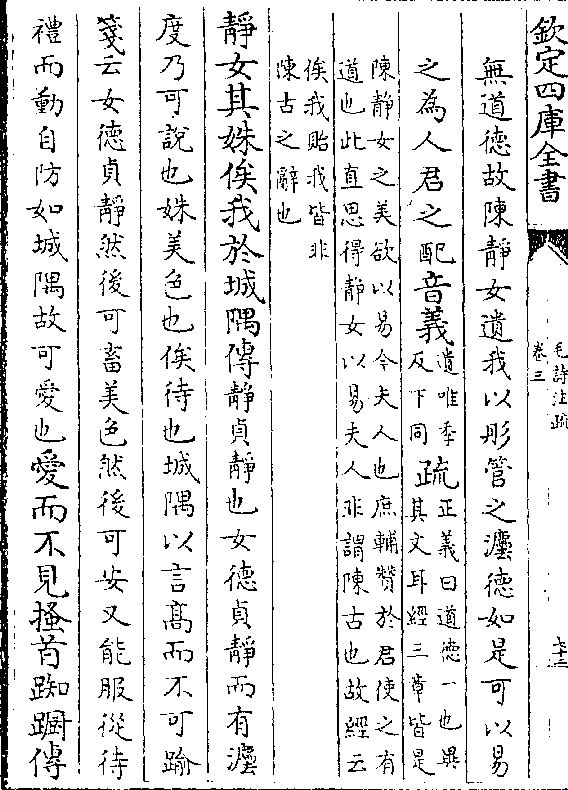 欽定四庫全書
毛詩注疏
卷三
七十三
無道德故陳靜女遺我以彤管之灋德如是可以易
之為人君之配音義遺唯季
反下同疏正義曰道德一也異
其文耳經三章皆是
陳靜女之美欲以易今夫人也庶輔贊於君使之有
道也此直思得靜女以易夫人非謂陳古也故經云
俟我貽我皆非
陳古之辭也
靜女其姝俟我於城隅傳靜貞靜也女德貞靜而有灋
度乃可說也姝美色也俟待也城隅以言髙而不可踰
箋云女德貞靜然後可畜美色然後可安又能服從待
禮而動自防如城隅故可愛也愛而不見搔首踟躕傳